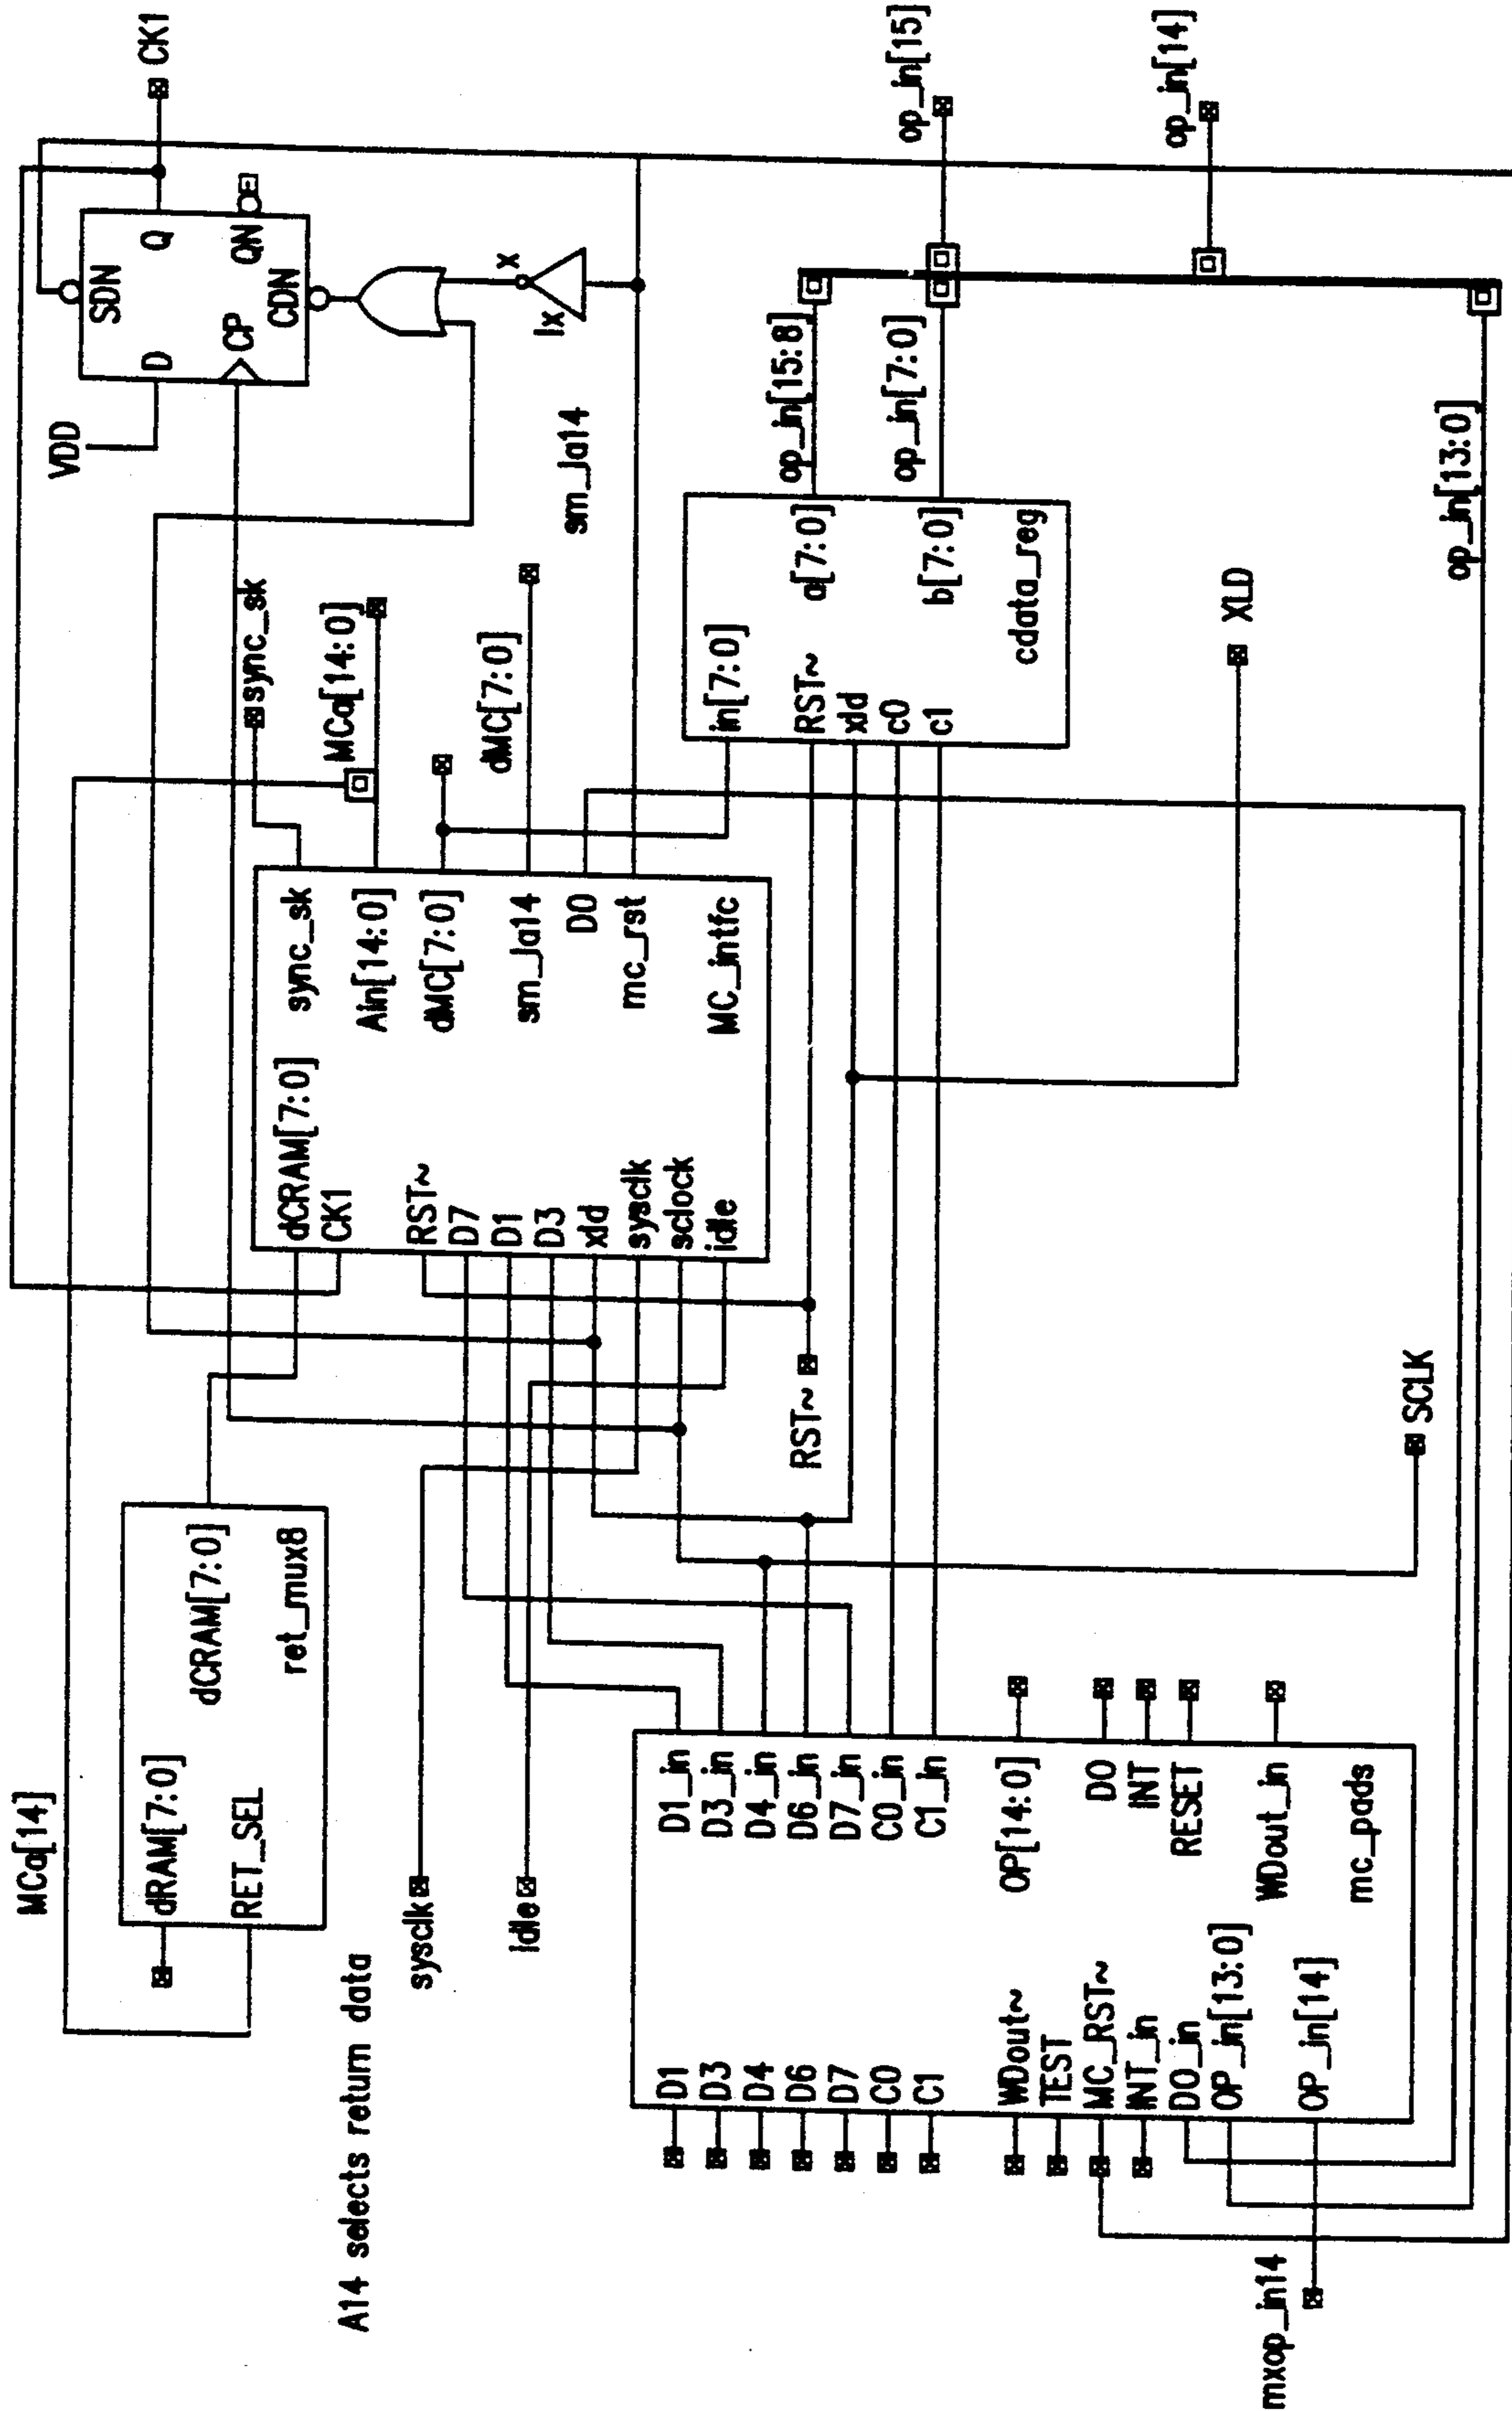 MCa[14]
dRAM[7:0]
dCRAM[7:0]
RET_SEL
ret_mux8
A14 selects return data
sysclk
idle
VDD
SDN
D
Q
CP
QN
CDN
CK1
x
Ix
sync_sk
MCa[14:0]
dMC[7:0]
sm_Ja14
dCRAM[7:0]
CK1
RST~
D7
D1
D3
xld
sysclk
sclock
idle
sync_sk
Ain[14:0]
dMC[7:0]
sm_Ja14
DO
mc_rst
MC_intfc
RST~
in[7:0]
RST~
xld
c0
c1
a[7:0]
b[7:0]
cdata_reg
op_in[15:8]
op_in[7:0]
op_in[15]
op_in[14]
op_in[13:0]
XLD
SCLK
D1
D3
D4
D6
D7
C0
C1
WDout~
TEST
MC_RST~
INT_in
DO_in
OP_in[13:0]
OP_in[14]
D1_in
D3_in
D4_in
D6_in
D7_in
C0_in
C1_in
OP[14:0]
DO
INT
RESET
WDout_in
mc_pads
mxop_in14